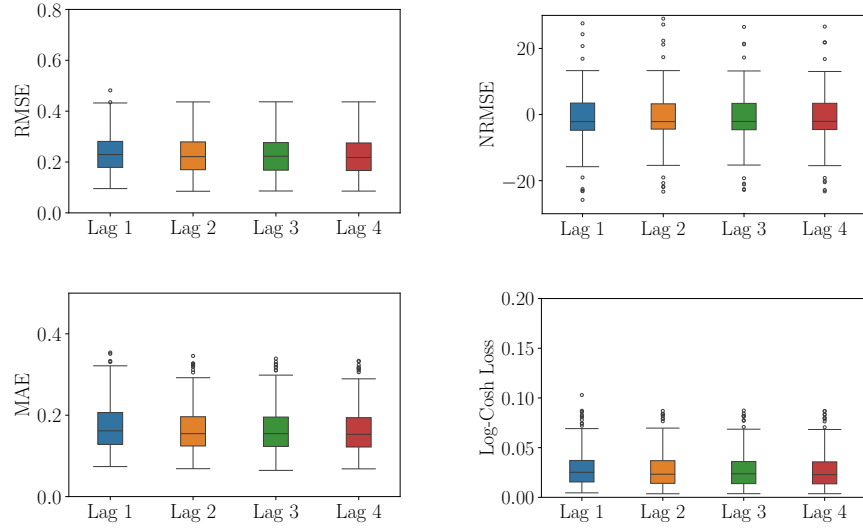 0.8
0.6
0.4
0.2
0.0
RMSE
Lag 1 Lag 2 Lag 3 Lag 4
20
0
−20
NRMSE
Lag 1 Lag 2 Lag 3 Lag 4
0.4
0.2
0.0
MAE
Lag 1 Lag 2 Lag 3 Lag 4
0.20
0.15
0.10
0.05
0.00
Log-Cosh Loss
Lag 1 Lag 2 Lag 3 Lag 4